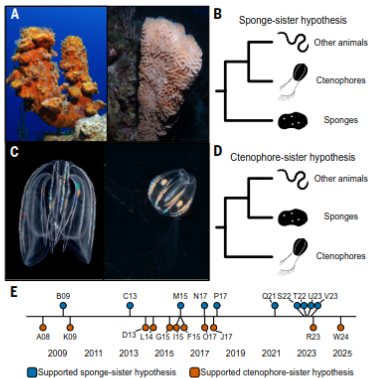 A
B
Sponge-sister hypothesis
Other animals
Ctenophores
Sponges
C
D
Ctenophore-sister hypothesis
Other animals
Sponges
Ctenophores
E
B09 C13 M15 N17 P17 Q21 S22 T22 U23 V23
A08 K09 D13 L14 G15 I15 F15 O17 J17 R23 W24
2009 2011 2013 2015 2017 2019 2021 2023 2025
Supported sponge-sister hypothesis Supported ctenophore-sister hypothesis